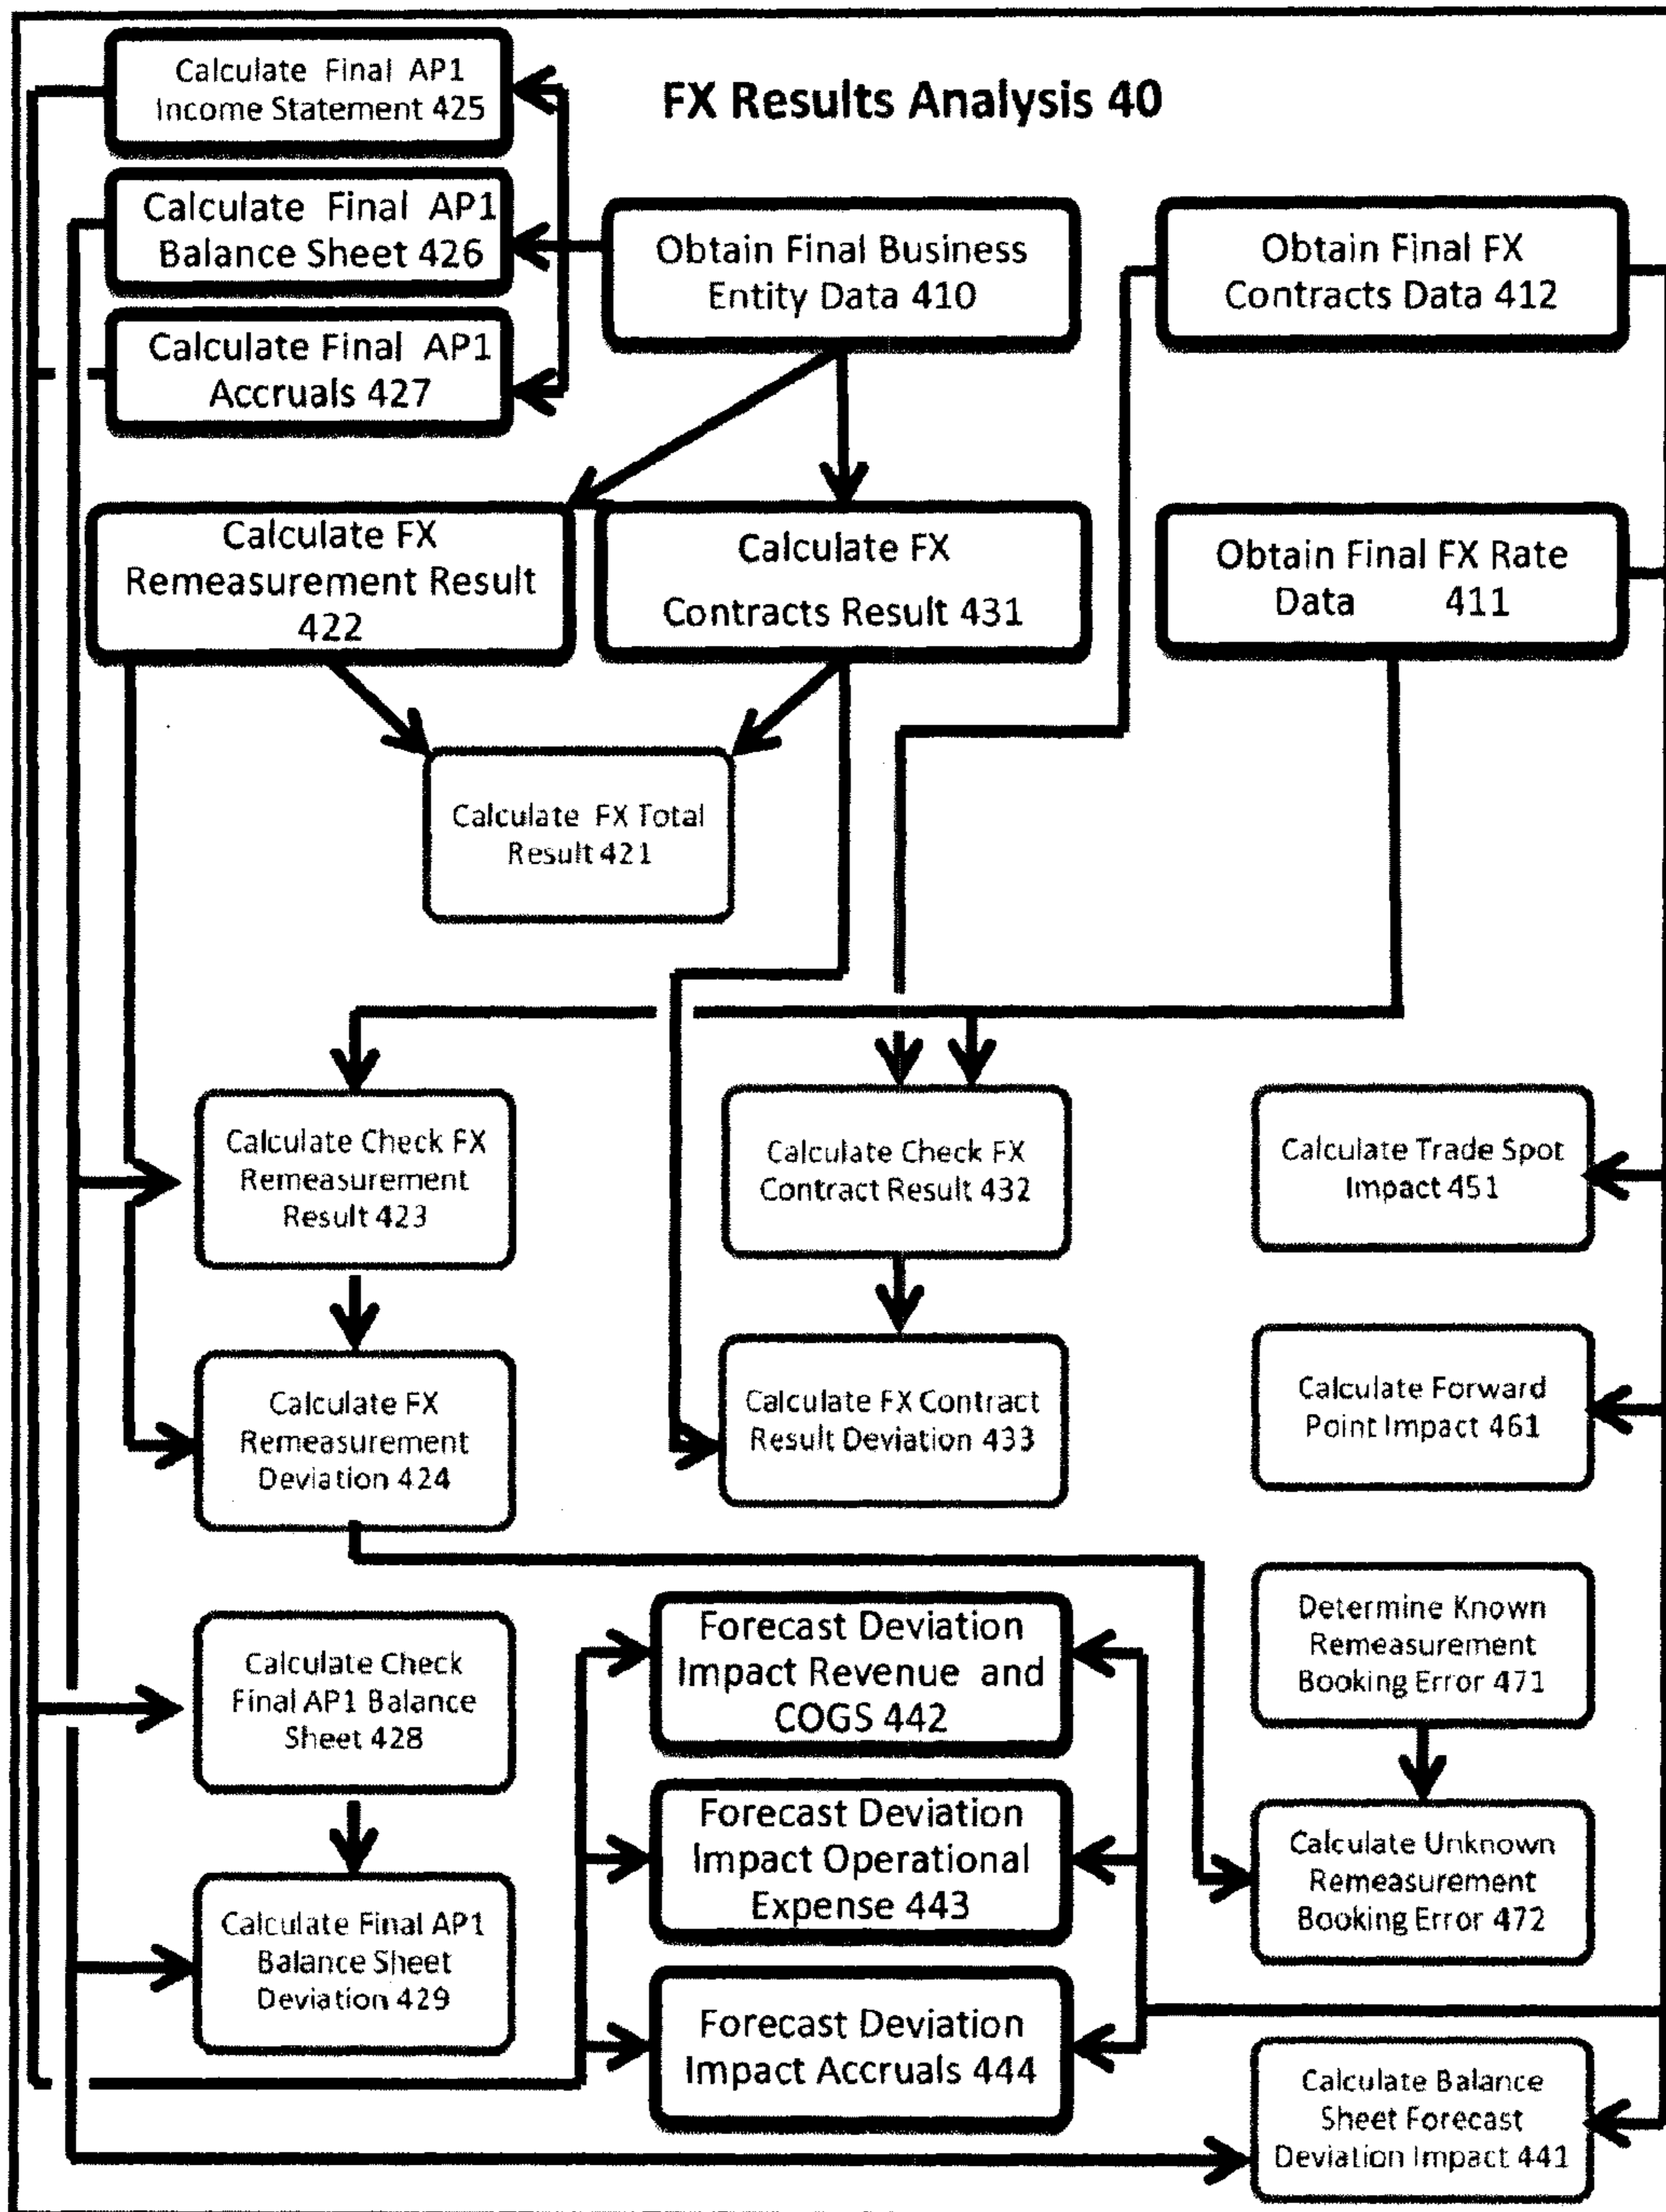 Calculate Final AP1
Income Statement 425
FX Results Analysis 40
Calculate Final AP1
Balance Sheet 426
Obtain Final Business
Entity Data 410
Obtain Final FX
Contracts Data 412
Calculate Final AP1
Accruals 427
Calculate FX
Remeasurement Result
422
Calculate FX
Contracts Result 431
Obtain Final FX Rate
Data 411
Calculate FX Total
Result 421
Calculate Check FX
Remeasurement
Result 423
Calculate Check FX
Contract Result 432
Calculate Trade Spot
Impact 451
Calculate FX
Remeasurement
Deviation 424
Calculate FX Contract
Result Deviation 433
Calculate Forward
Point Impact 461
Calculate Check
Final AP1 Balance
Sheet 428
Forecast Deviation
Impact Revenue and
COGS 442
Determine Known
Remeasurement
Booking Error 471
Forecast Deviation
Impact Operational
Expense 443
Calculate Unknown
Remeasurement
Booking Error 472
Calculate Final AP1
Balance Sheet
Deviation 429
Forecast Deviation
Impact Accruals 444
Calculate Balance
Sheet Forecast
Deviation Impact 441